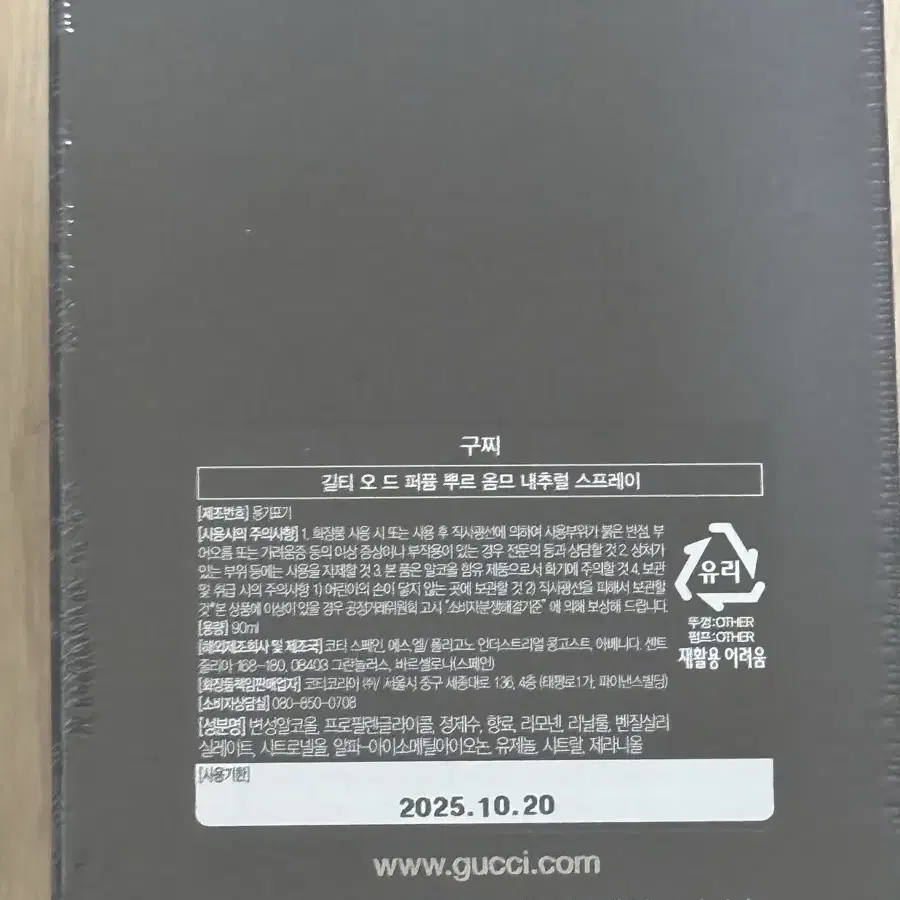 구찌
길티 오 드 퍼퓸 뿌르 옴므 내추럴 스프레이
[제조번호] 용기표기
[사용시의 주의사항] 1. 화장품 사용 시 또는 사용 후 직사광선에 의하여 사용부위가 붉은 반점, 부
어오름 또는 가려움증 등의 이상 증상이나 부작용이 있는 경우 전문의 등과 상담할 것 2. 상처가
있는 부위 등에는 사용을 자제할 것 3. 본 품은 알코올 함유 제품으로서 화기에 주의할 것 4. 보관
및 취급 시의 주의사항 1) 어린이의 손이 닿지 않는 곳에 보관할 것 2) 직사광선을 피해서 보관할
것 *본 상품에 이상이 있을 경우 공정거래위원회 고시 "소비자분쟁해결기준" 에 의해 보상해 드립니다.
[용량] 90ml
[해외제조회사 및 제조국] 코티 스페인, 에스.엘/ 폴리고노 인더스트리얼 콩고스트, 아베니다. 센트
줄리아 168-180, 08403 그란놀러스, 바르셀로나(스페인)
[화장품책임판매업자] 코티코리아 ㈜/ 서울시 중구 세종대로 136, 4층 (태평로1가, 파이낸스빌딩)
[소비자상담실] 080-850-0708
[성분명] 변성알코올, 프로필렌글라이콜, 정제수, 향료, 리모넨, 리날룰, 벤질살리
실레이트, 시트로넬올, 알파-아이소메틸아이오논, 유제놀, 시트랄, 제라니올
유리
뚜껑:OTHER
펌프:OTHER
재활용 어려움
[사용기한]
2025.10.20
www.gucci.com